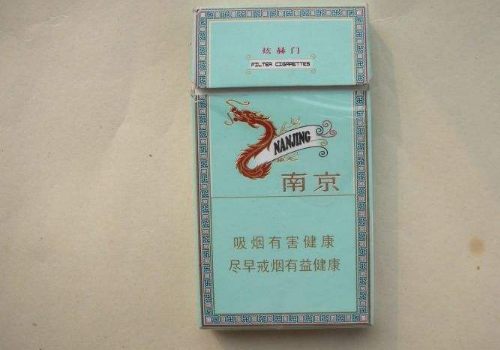 炫赫门
FILTER CIGARETTES
NANJING
南京
吸烟有害健康
尽早戒烟有益健康